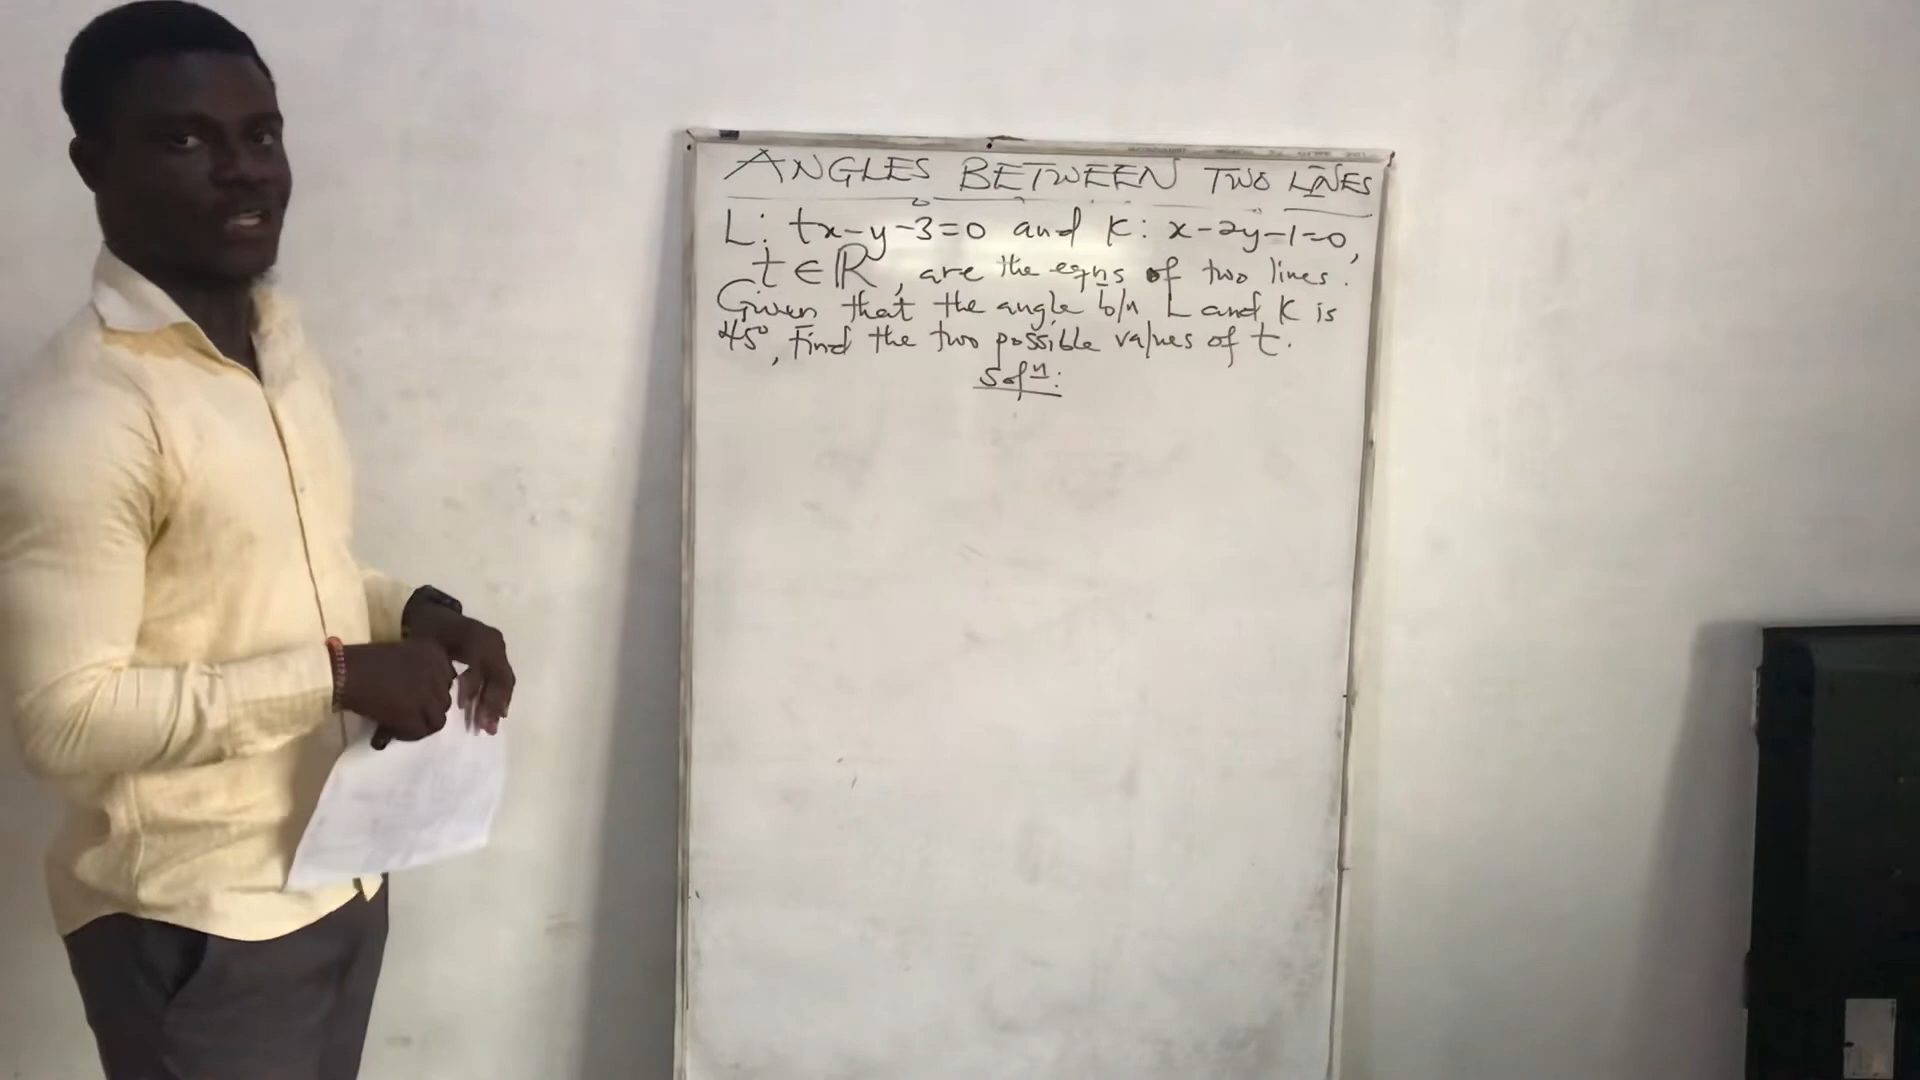 ANGLES BETWEEN TWO LINES
L: tx-y-3=0 and K: x-2y-1=0,
t∈ℝ, are the eqns of two lines.
Given that the angle b/n L and K is
45°, Find the two possible values of t.
Solⁿ: